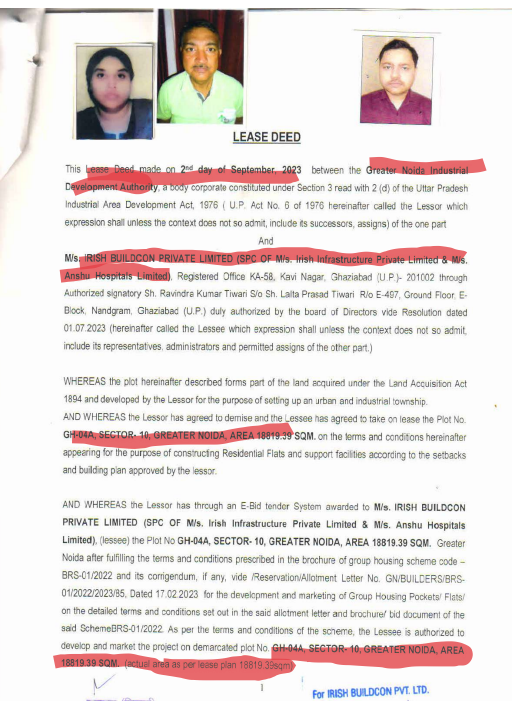 LEASE DEED
This Lease Deed made on 2nd day of September, 2023 between the Greater Noida Industrial
Development Authority, a body corporate constituted under Section 3 read with 2 (d) of the Uttar Pradesh
Industrial Area Development Act, 1976 ( U.P. Act No. 6 of 1976 hereinafter called the Lessor which
expression shall unless the context does not so admit, include its successors, assigns) of the one part
And
M/s. IRISH BUILDCON PRIVATE LIMITED (SPC OF M/s. Irish Infrastructure Private Limited & M/s.
Anshu Hospitals Limited), Registered Office KA-58, Kavi Nagar, Ghaziabad (U.P.)- 201002 through
Authorized signatory Sh. Ravindra Kumar Tiwari S/o Sh. Lalta Prasad Tiwari R/o E-497, Ground Floor, E-
Block, Nandgram, Ghaziabad (U.P.) duly authorized by the board of Directors vide Resolution dated
01.07.2023 (hereinafter called the Lessee which expression shall unless the context does not so admit,
include its representatives. administrators and permitted assigns of the other part.)
WHEREAS the plot hereinafter described forms part of the land acquired under the Land Acquisition Act
1894 and developed by the Lessor for the purpose of setting up an urban and industrial township.
AND WHEREAS the Lessor has agreed to demise and the Lessee has agreed to take on lease the Plot No.
GH-04A, SECTOR- 10, GREATER NOIDA, AREA 18819.39 SQM. on the terms and conditions hereinafter
appearing for the purpose of constructing Residential Flats and support facilities according to the setbacks
and building plan approved by the lessor.
AND WHEREAS the Lessor has through an E-Bid tender System awarded to M/s. IRISH BUILDCON
PRIVATE LIMITED (SPC OF M/s. Irish Infrastructure Private Limited & M/s. Anshu Hospitals
Limited), (lessee) the Plot No GH-04A, SECTOR- 10, GREATER NOIDA, AREA 18819.39 SQM. Greater
Noida after fulfilling the terms and conditions prescribed in the brochure of group housing scheme code –
BRS-01/2022 and its corrigendum, if any, vide /Reservation/Allotment Letter No. GN/BUILDERS/BRS-
01/2022/2023/85, Dated 17.02.2023 for the development and marketing of Group Housing Pockets/ Flats/
on the detailed terms and conditions set out in the said allotment letter and brochure/ bid document of the
said SchemeBRS-01/2022. As per the terms and conditions of the scheme, the Lessee is authorized to
develop and market the project on demarcated plot No. GH-04A, SECTOR- 10, GREATER NOIDA, AREA
18819.39 SQM. (actual area as per lease plan 18819.39sqm)
1
For IRISH BUILDCON PVT. LTD.